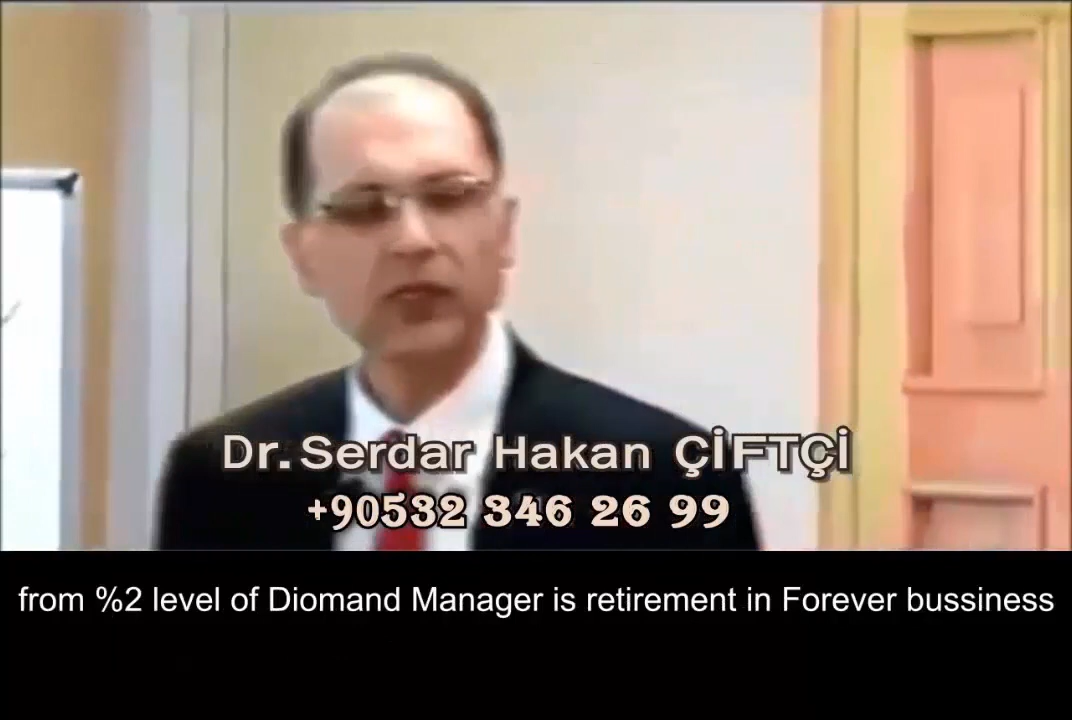 Dr. Serdar Hakan ÇİFTÇİ
+90532 346 26 99
from %2 level of Diomand Manager is retirement in Forever bussiness